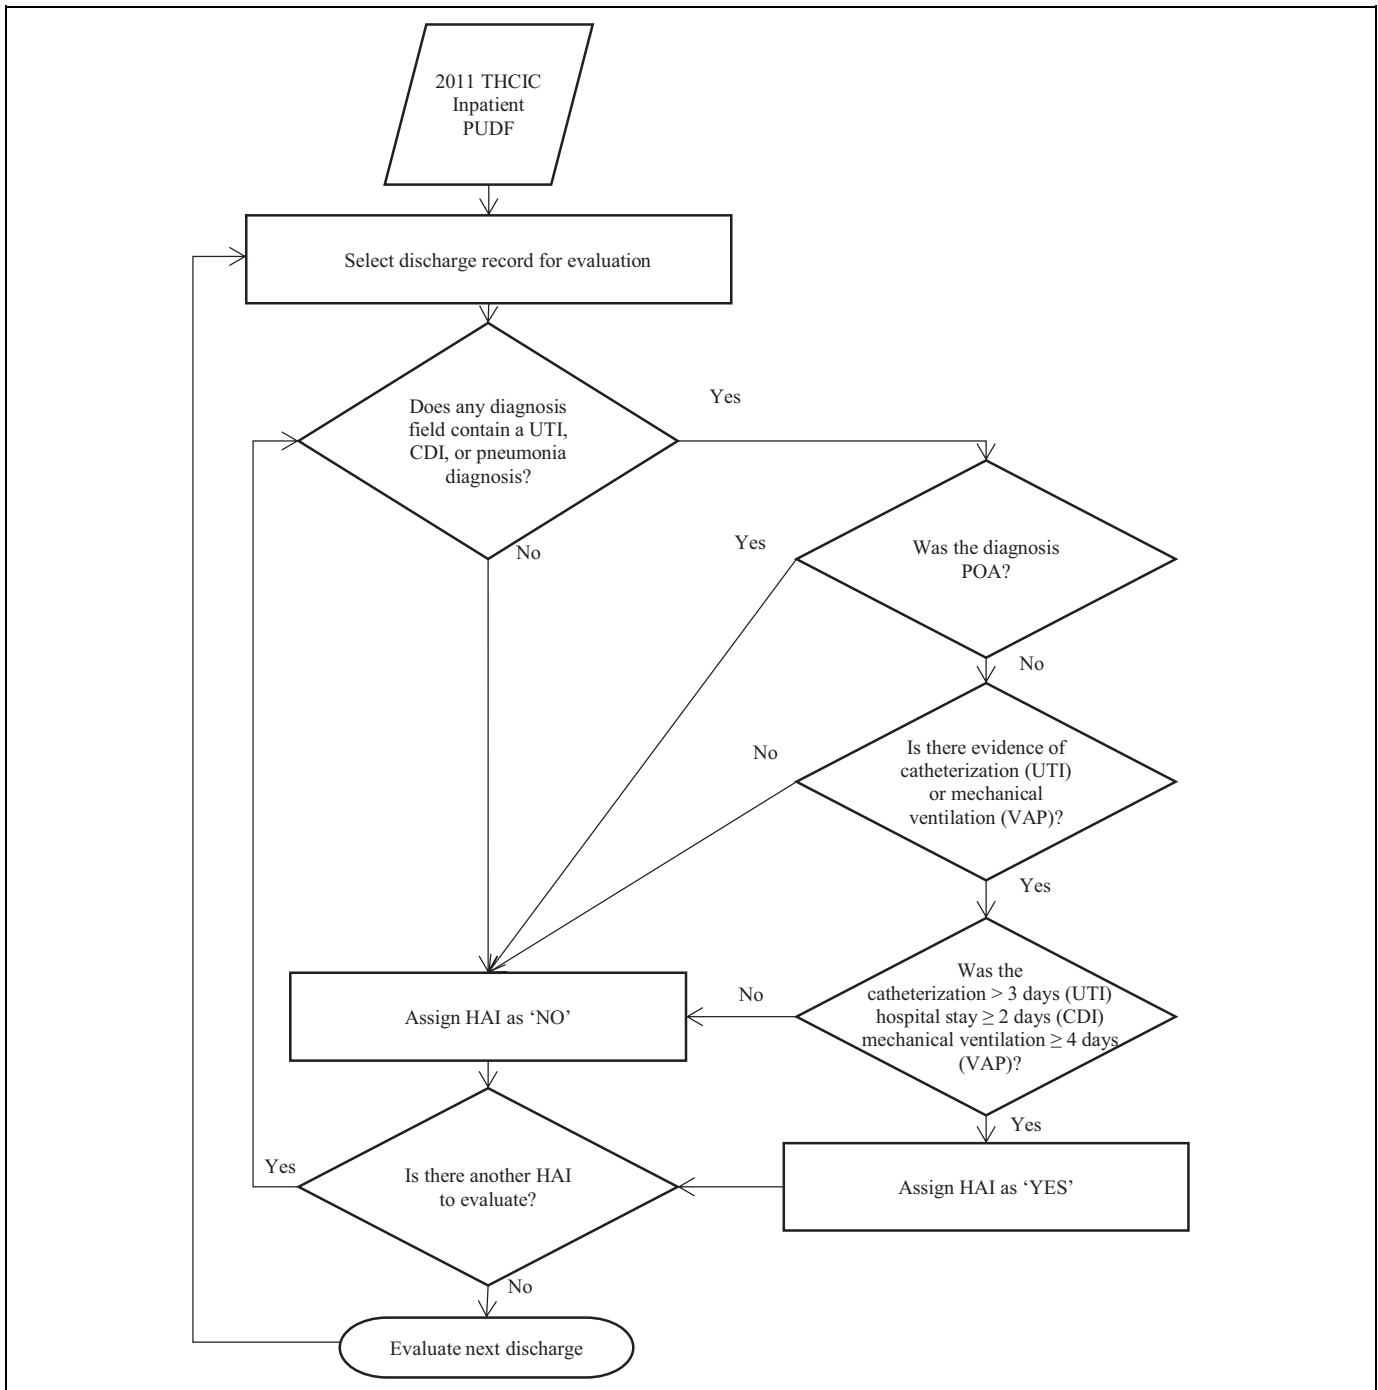 2011 THCIC
Inpatient
PUDF
Select discharge record for evaluation
Does any diagnosis
field contain a UTI,
CDI, or pneumonia
diagnosis?
Yes
No
Was the diagnosis
POA?
Yes
No
Is there evidence of
catheterization (UTI)
or mechanical
ventilation (VAP)?
No
Yes
Was the
catheterization > 3 days (UTI)
hospital stay ≥ 2 days (CDI)
mechanical ventilation ≥ 4 days
(VAP)?
No
Yes
Assign HAI as ‘NO’
Assign HAI as ‘YES’
Is there another HAI
to evaluate?
Yes
No
Evaluate next discharge